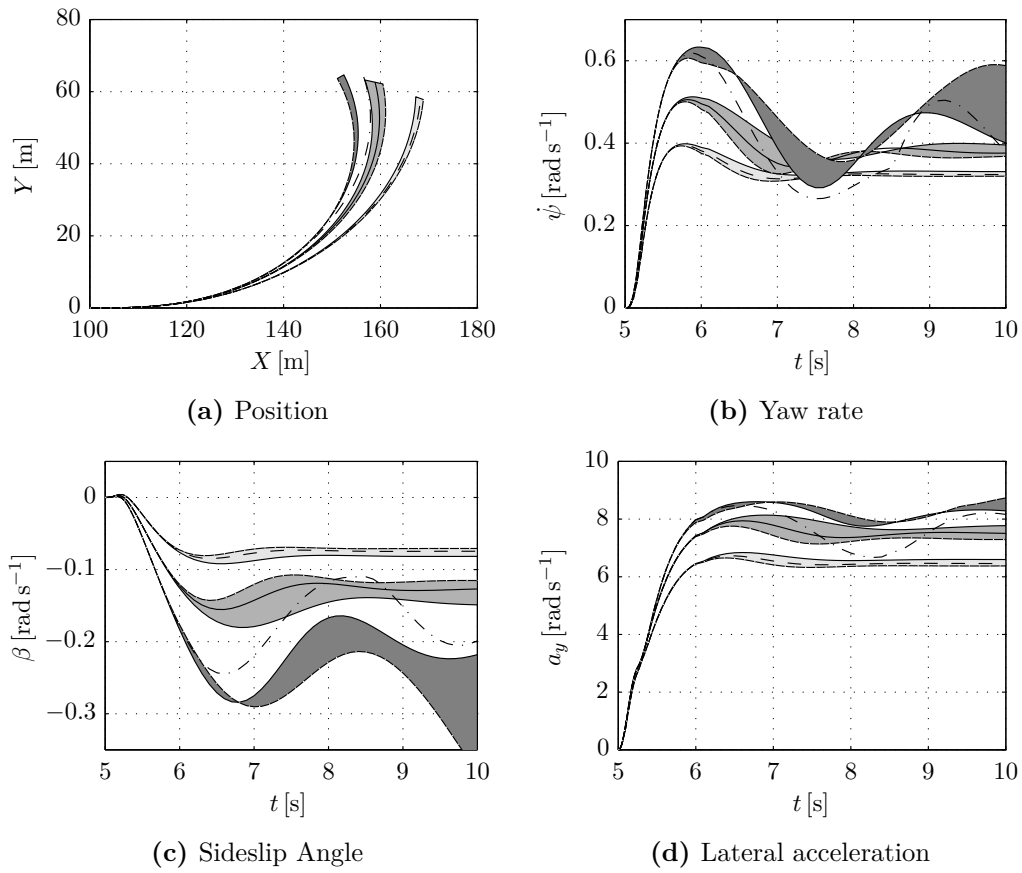 80
60
40
20
0
Y [m]
100 120 140 160 180
X [m]
(a) Position
0.6
0.4
0.2
0
ψ̇ [rad s⁻¹]
5 6 7 8 9 10
t [s]
(b) Yaw rate
0
−0.1
−0.2
−0.3
β [rad s⁻¹]
5 6 7 8 9 10
t [s]
(c) Sideslip Angle
10
8
6
4
2
0
a_y [rad s⁻¹]
5 6 7 8 9 10
t [s]
(d) Lateral acceleration